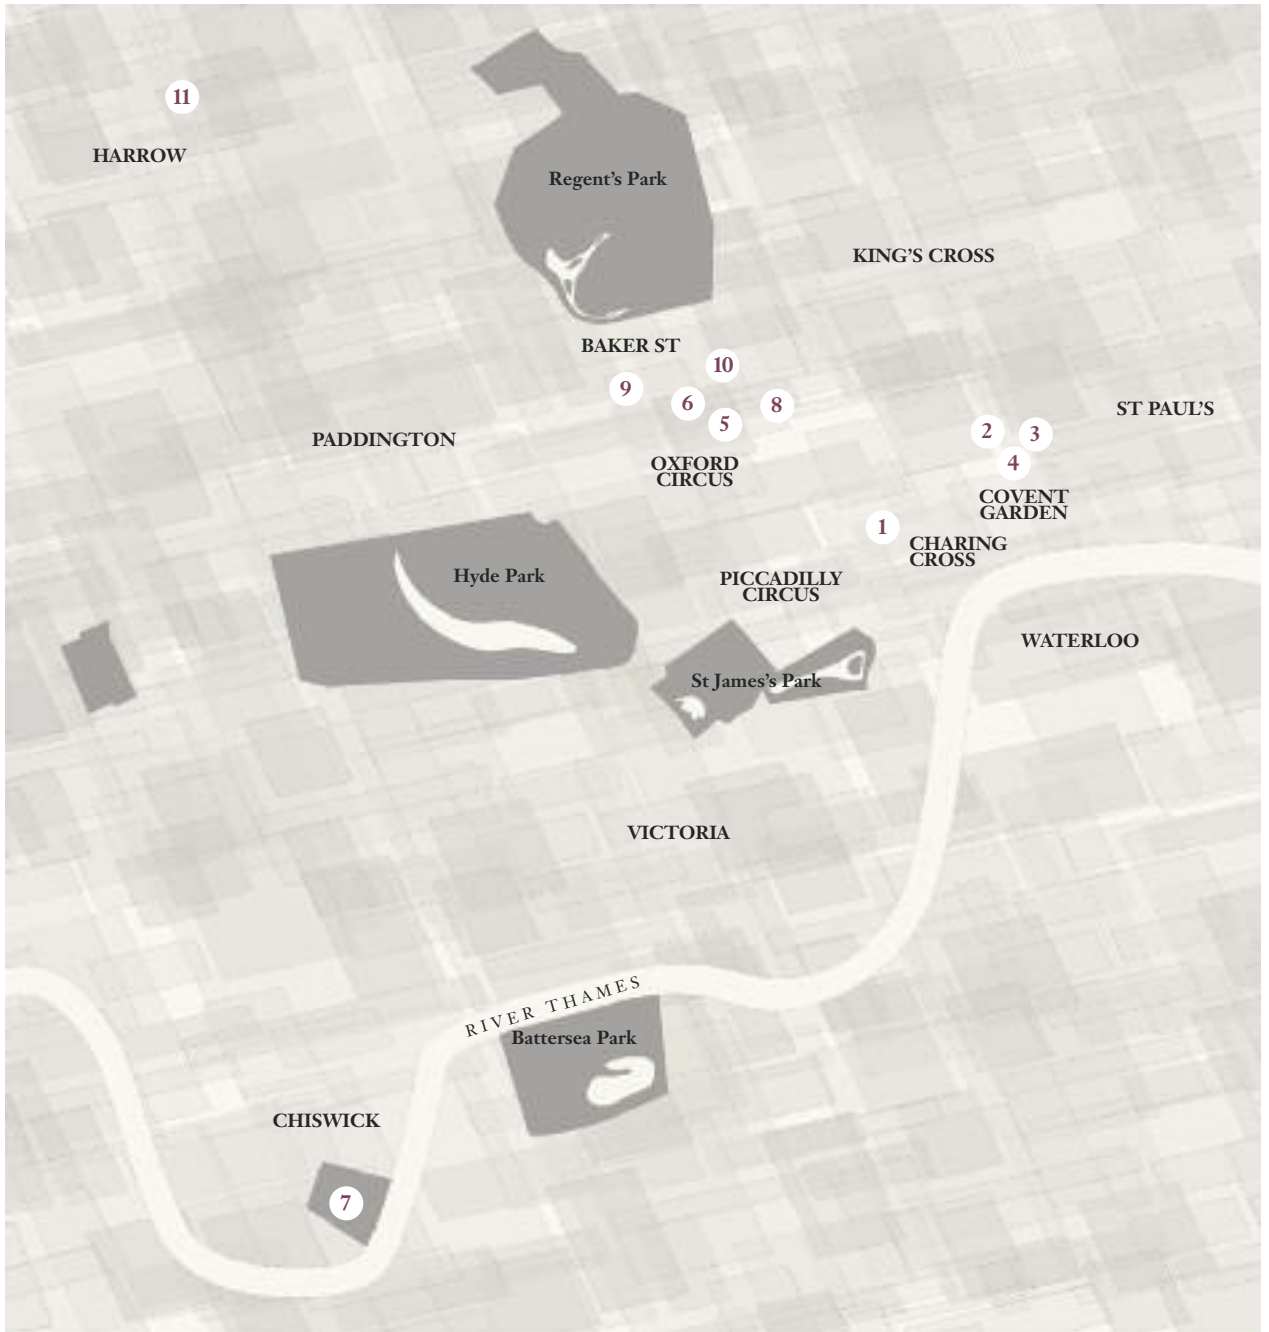 11
HARROW
Regent's Park
KING'S CROSS
BAKER ST
10
9
6
8
5
ST PAUL'S
2
3
PADDINGTON
4
OXFORD
CIRCUS
COVENT
GARDEN
1
CHARING
CROSS
Hyde Park
PICCADILLY
CIRCUS
WATERLOO
St James's Park
VICTORIA
RIVER THAMES
Battersea Park
CHISWICK
7